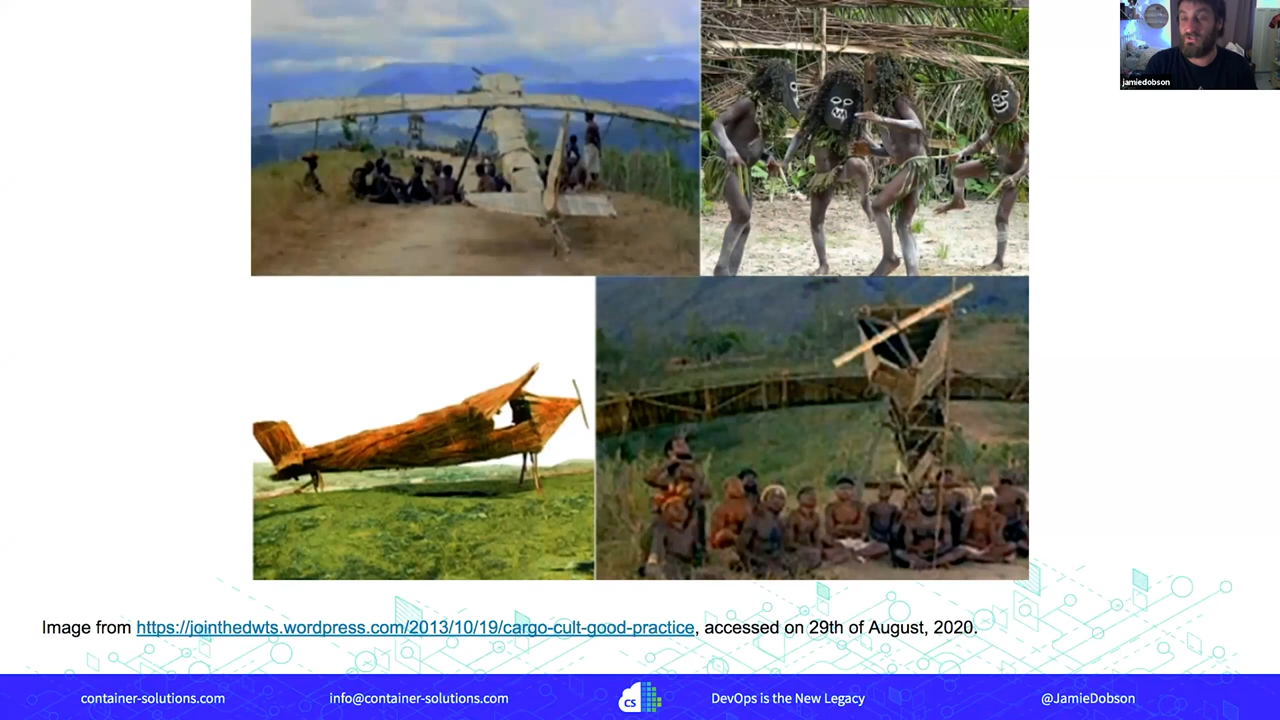 jamiedobson
Image from https://jointhedwts.wordpress.com/2013/10/19/cargo-cult-good-practice, accessed on 29th of August, 2020.
container-solutions.com
info@container-solutions.com
CS
DevOps is the New Legacy
@JamieDobson